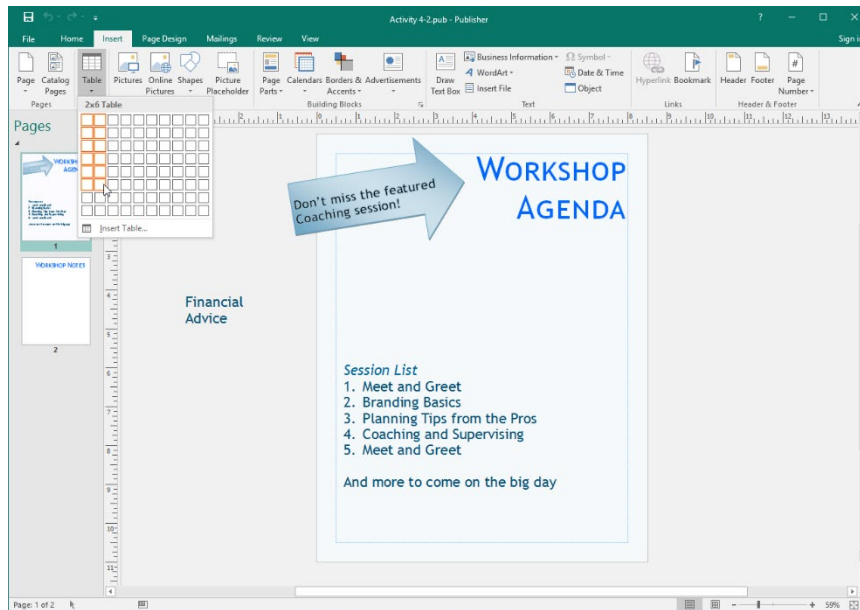 Activity 4-2.pub - Publisher
File Home Insert Page Design Mailings Review View Sign in
Page
Catalog Pages
Table
Pictures
Online Pictures
Shapes
Picture Placeholder
Page Parts
Calendars
Borders & Accents
Advertisements
Draw Text Box
Business Information
WordArt
Insert File
Symbol
Date & Time
Object
Hyperlink
Bookmark
Header
Footer
Page Number
Pages
Building Blocks
Text
Links
Header & Footer
2x6 Table
Insert Table...
Pages
1
WORKSHOP NOTES
2
Don't miss the featured
Coaching session!
WORKSHOP
AGENDA
Financial
Advice
Session List
1. Meet and Greet
2. Branding Basics
3. Planning Tips from the Pros
4. Coaching and Supervising
5. Meet and Greet
And more to come on the big day
Page: 1 of 2
59%